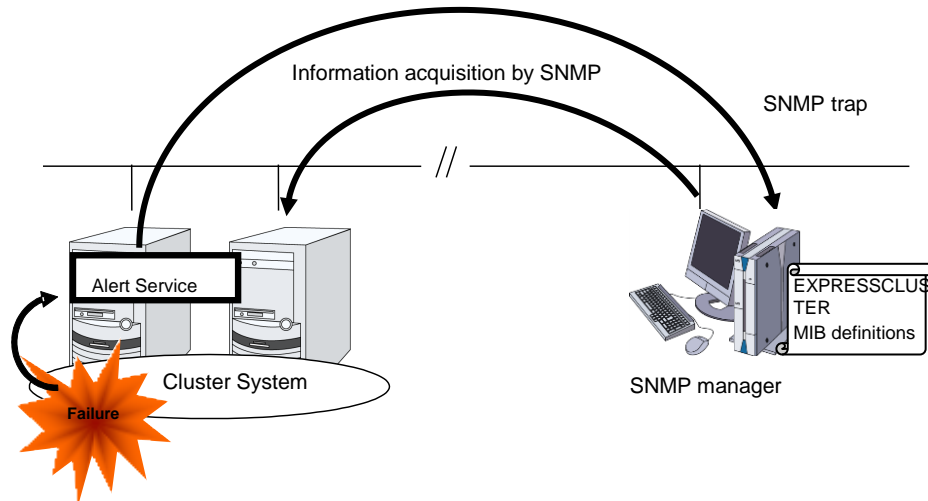 Information acquisition by SNMP
SNMP trap
//
Alert Service
EXPRESSCLUS
TER
MIB definitions
Cluster System
SNMP manager
Failure